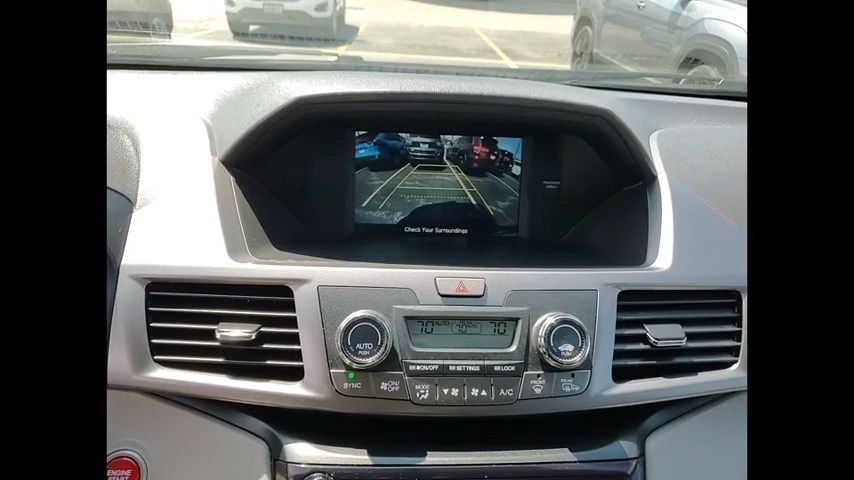 Check Your Surroundings
70 AUTO 70 70
AUTO
PUSH
PUSH
RR ON/OFF RR SETTINGS RR LOCK
SYNC
ON/OFF
MODE
A/C
FRONT
REAR
ENGINE
START